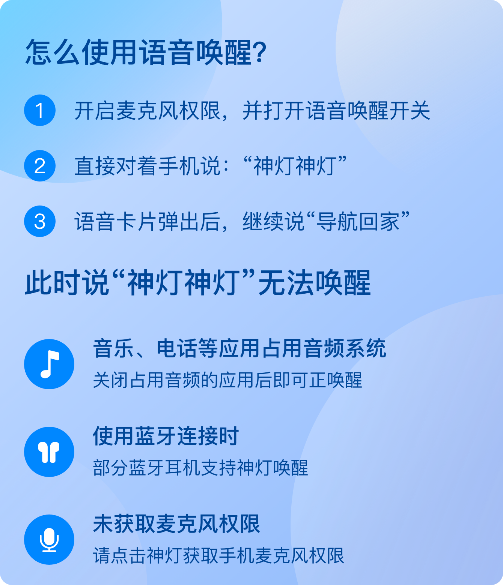 怎么使用语音唤醒？
1 开启麦克风权限，并打开语音唤醒开关
2 直接对着手机说：“神灯神灯”
3 语音卡片弹出后，继续说“导航回家”
此时说“神灯神灯”无法唤醒
音乐、电话等应用占用音频系统
关闭占用音频的应用后即可正唤醒
使用蓝牙连接时
部分蓝牙耳机支持神灯唤醒
未获取麦克风权限
请点击神灯获取手机麦克风权限